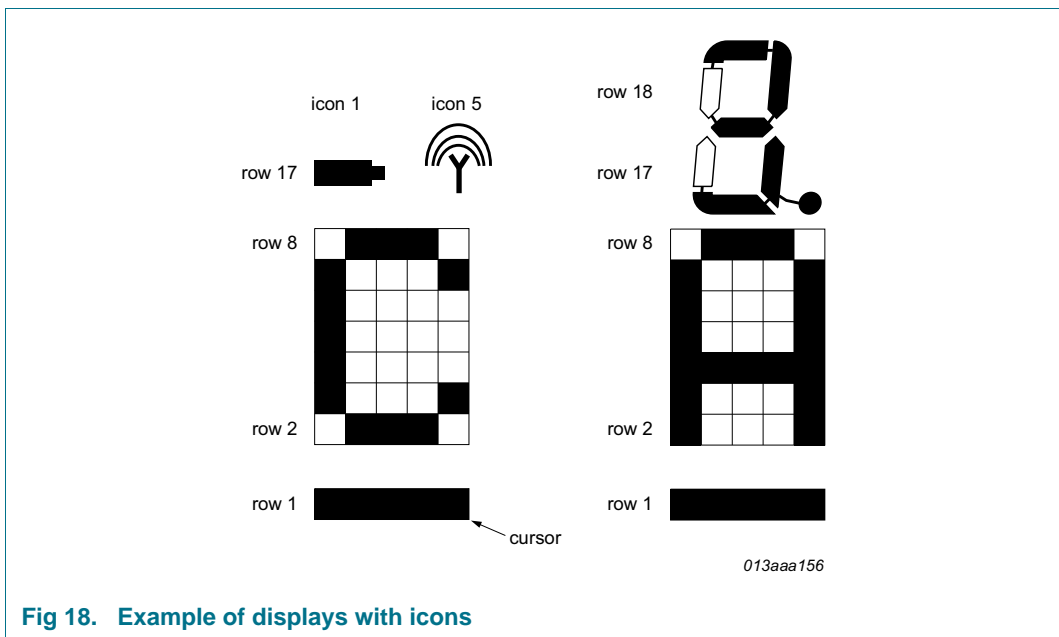 icon 1 icon 5
row 17
row 8
row 2
row 1
cursor
row 18
row 17
row 8
row 2
row 1
013aaa156
Fig 18. Example of displays with icons